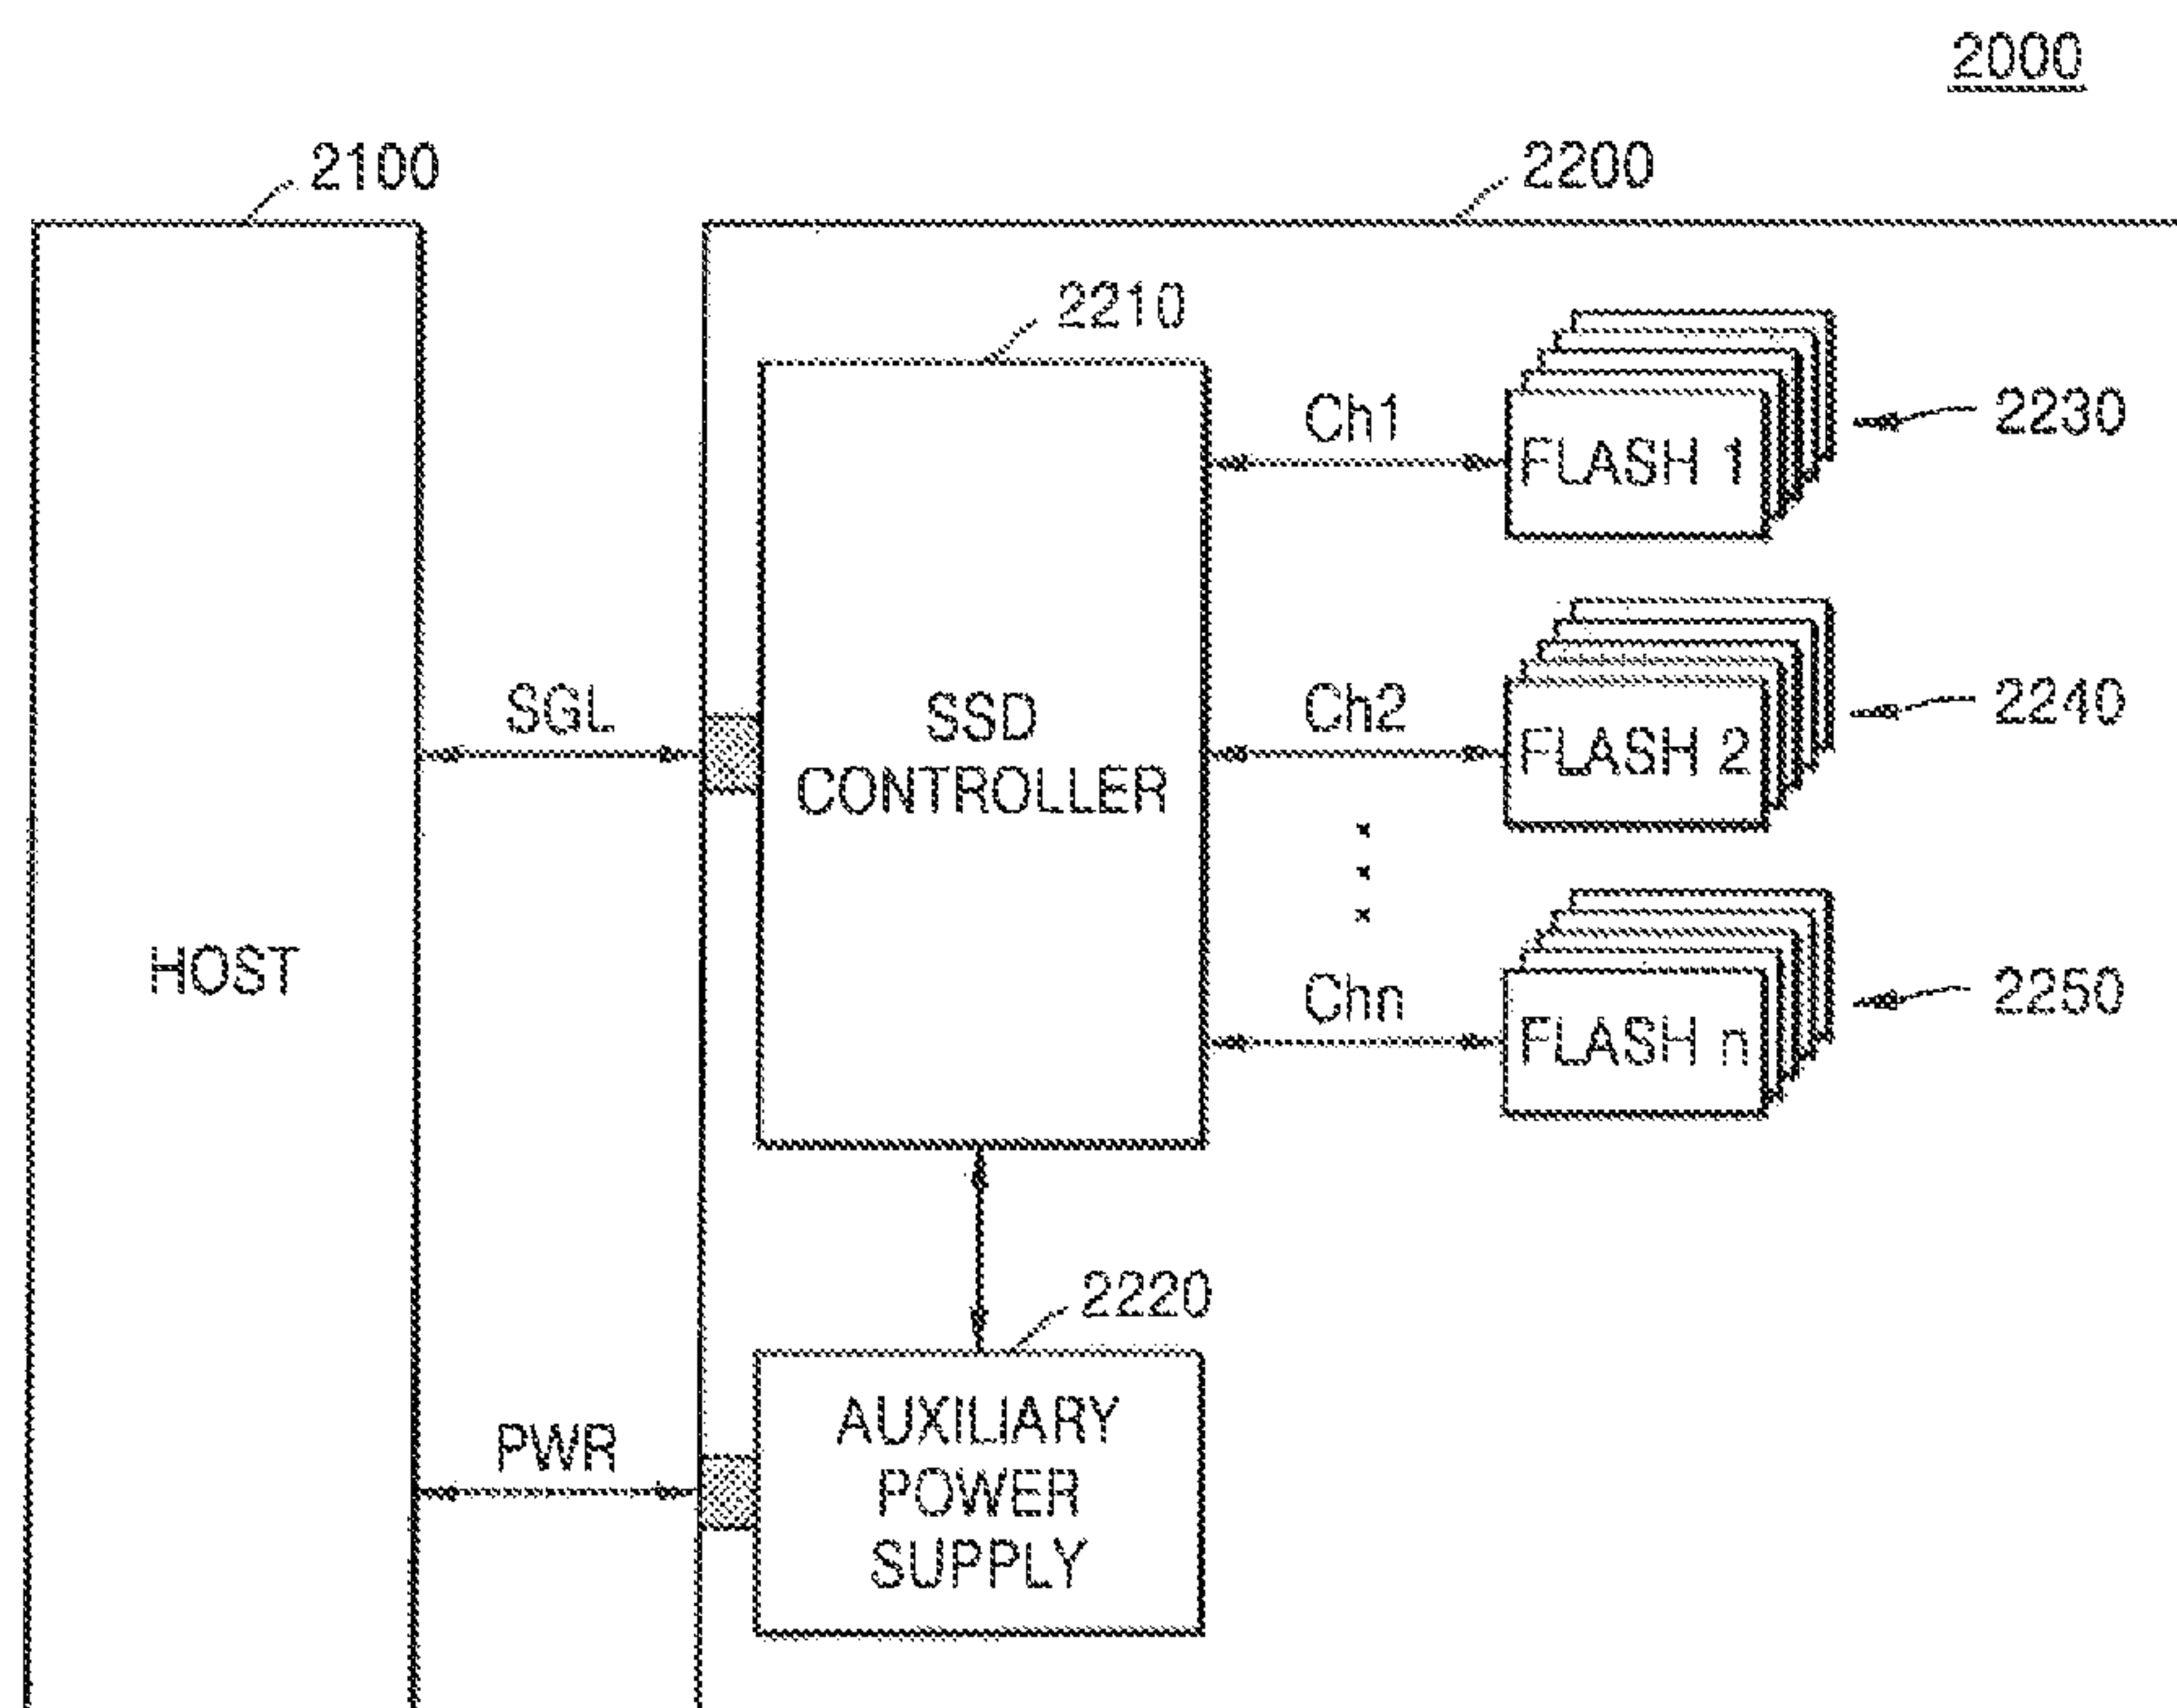 2000
2100
2200
2210
Ch1
FLASH 1
2230
SGL
SSD
CONTROLLER
Ch2
FLASH 2
2240
HOST
Chn
FLASH n
2250
2220
PWR
AUXILIARY
POWER
SUPPLY